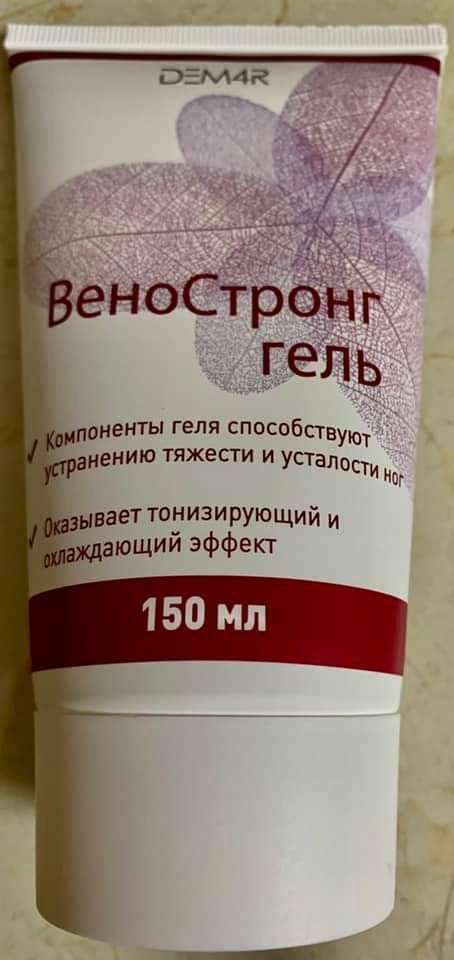 DEM4R
ВеноСтронг
гель
✓ Компоненты геля способствуют
устранению тяжести и усталости ног
✓ Оказывает тонизирующий и
охлаждающий эффект
150 мл